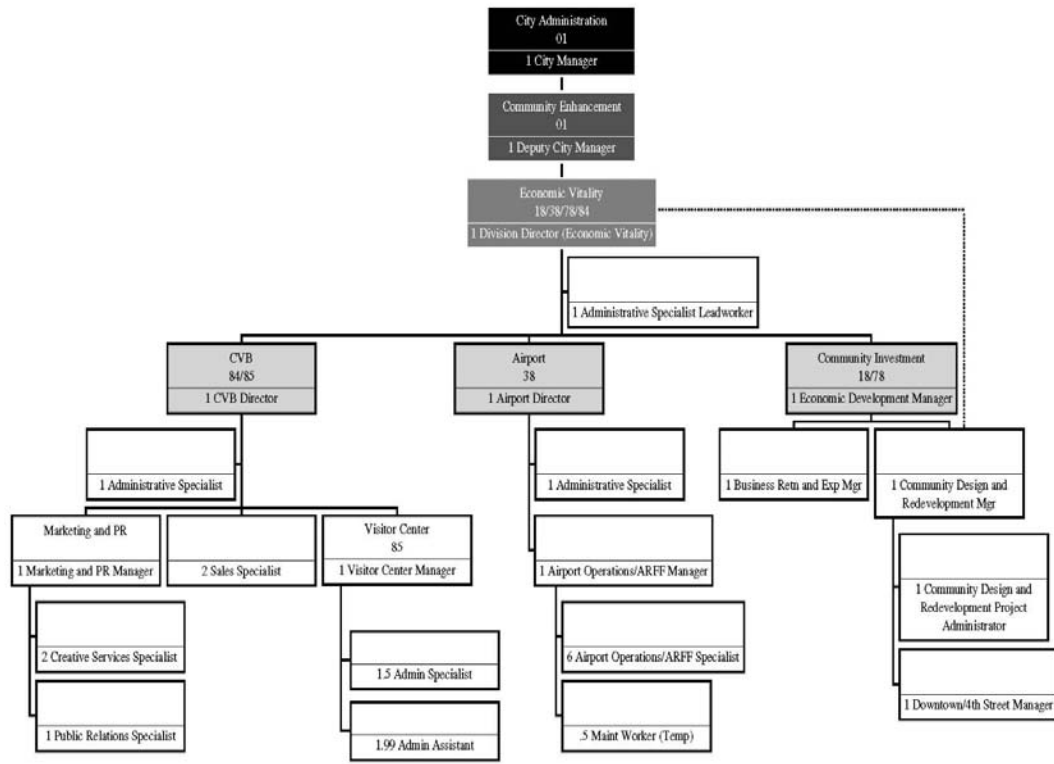 City Administration
01
1 City Manager
Community Enhancement
01
1 Deputy City Manager
Economic Vitality
18/38/78/84
1 Division Director (Economic Vitality)
1 Administrative Specialist Leadworker
CVB
84/85
1 CVB Director
Airport
38
1 Airport Director
Community Investment
18/78
1 Economic Development Manager
1 Administrative Specialist
1 Administrative Specialist
1 Business Retn and Exp Mgr
1 Community Design and
Redevelopment Mgr
Marketing and PR
1 Marketing and PR Manager
2 Sales Specialist
Visitor Center
85
1 Visitor Center Manager
1 Airport Operations/ARFF Manager
1 Community Design and
Redevelopment Project
Administrator
2 Creative Services Specialist
1.5 Admin Specialist
6 Airport Operations/ARFF Specialist
1 Downtown/4th Street Manager
1 Public Relations Specialist
1.99 Admin Assistant
.5 Maint Worker (Temp)